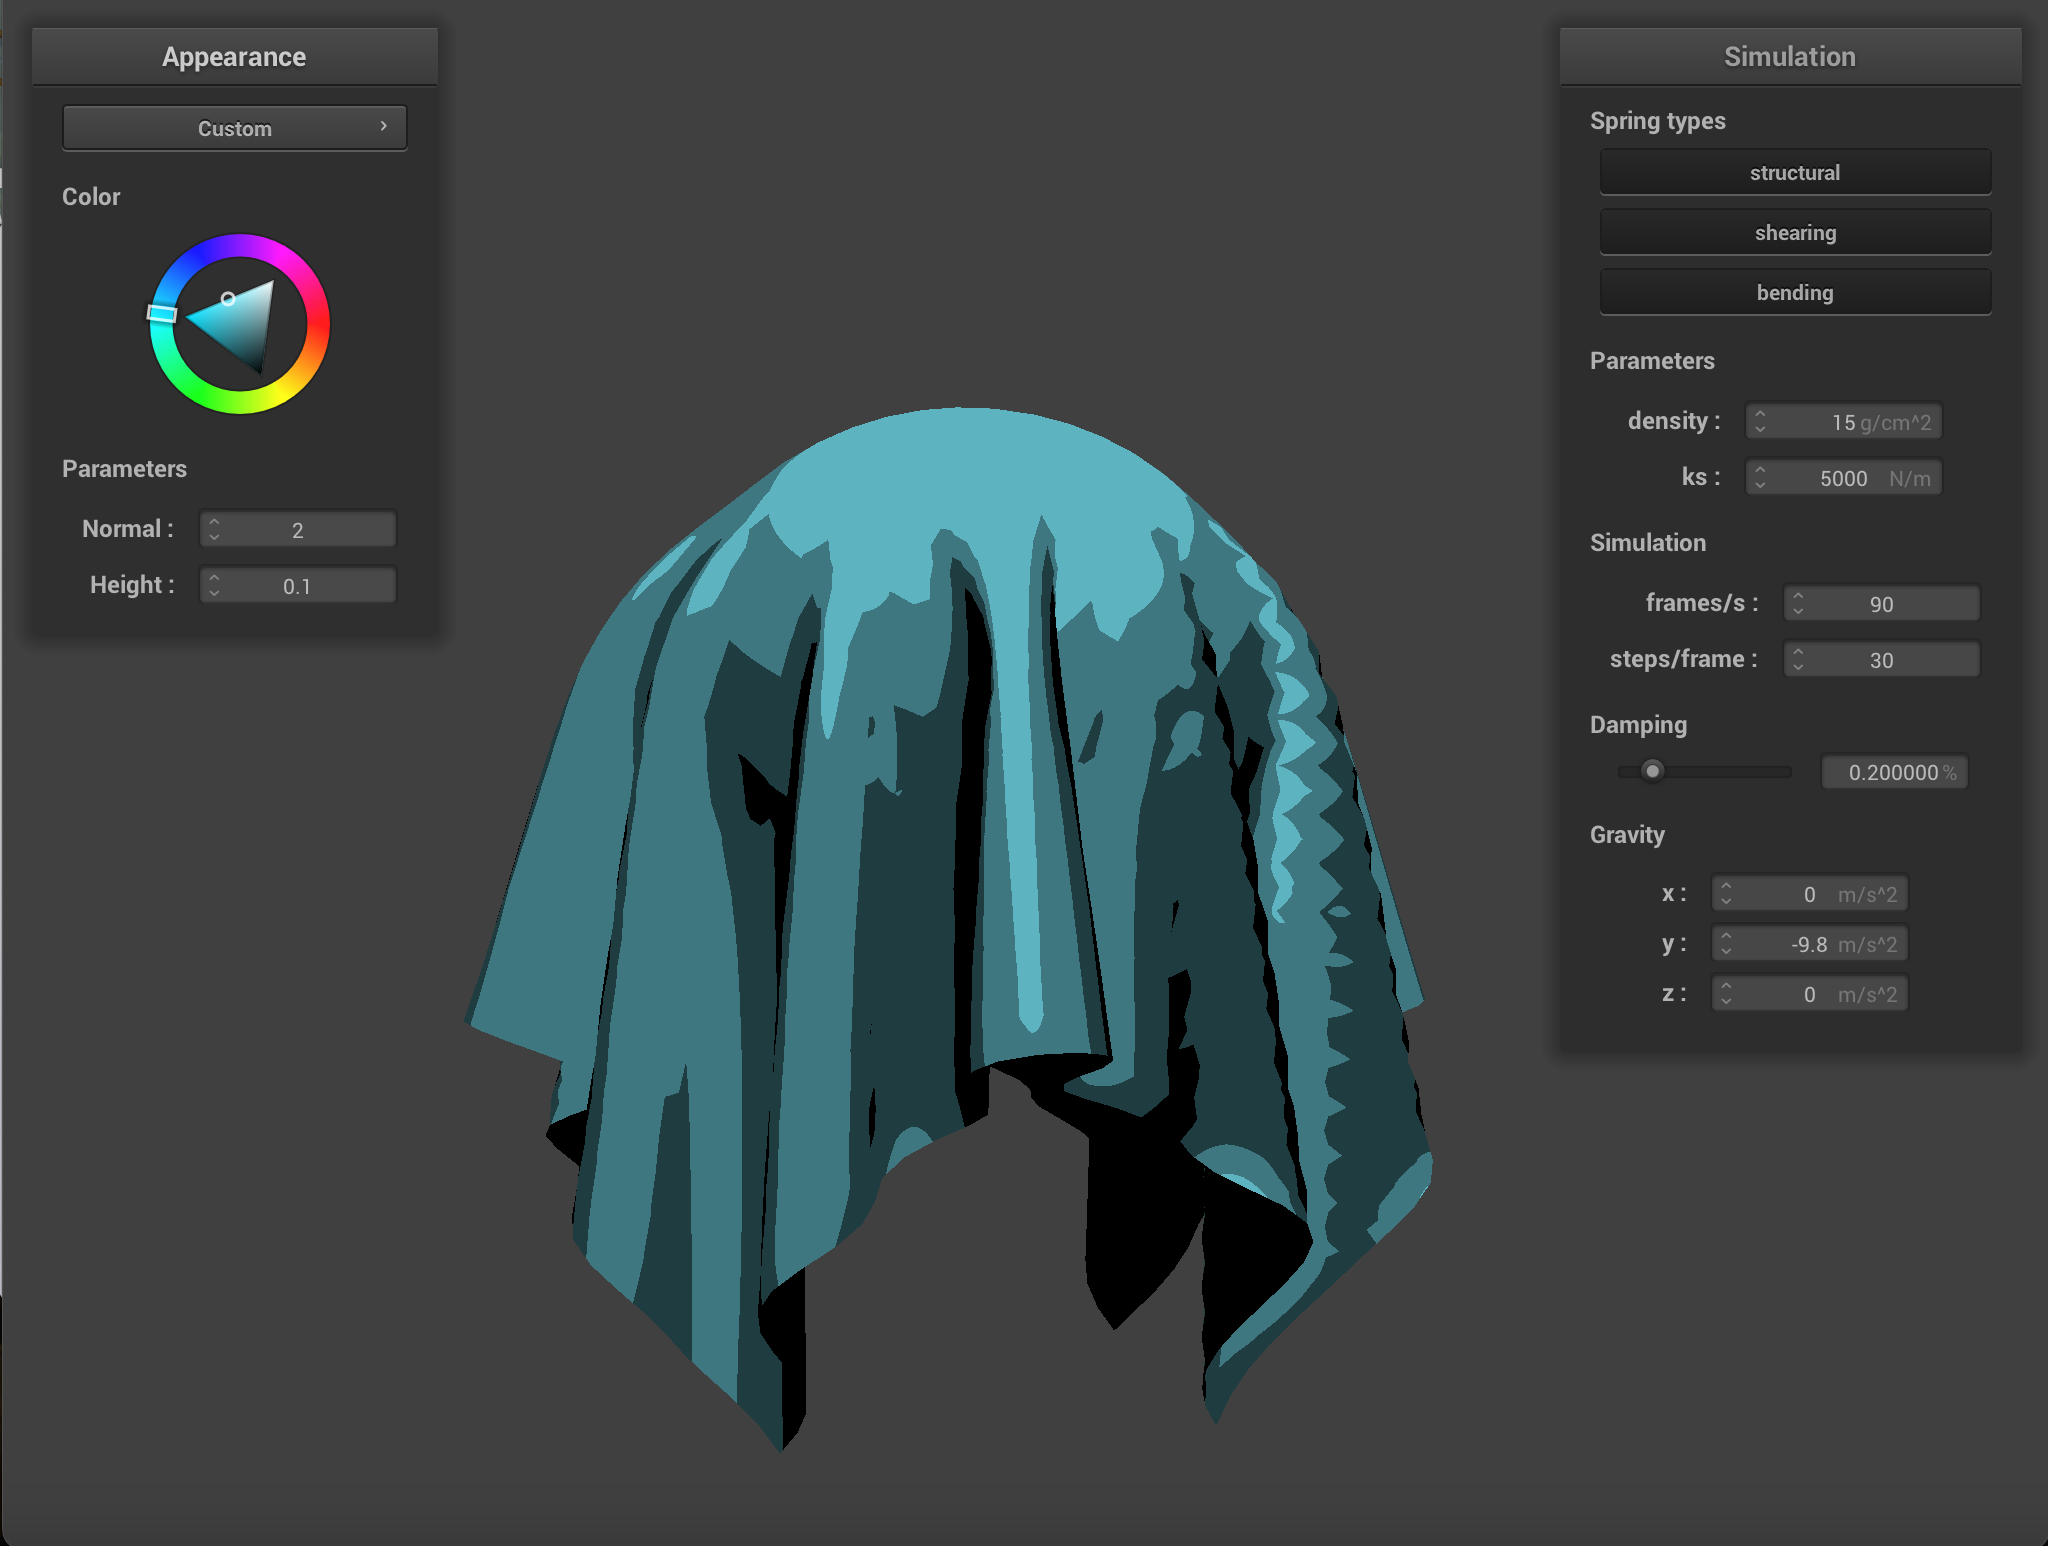 Appearance
Custom
Color
Parameters
Normal : 2
Height : 0.1
Simulation
Spring types
structural
shearing
bending
Parameters
density : 15 g/cm^2
ks : 5000 N/m
Simulation
frames/s : 90
steps/frame : 30
Damping
0.200000 %
Gravity
x : 0 m/s^2
y : -9.8 m/s^2
z : 0 m/s^2